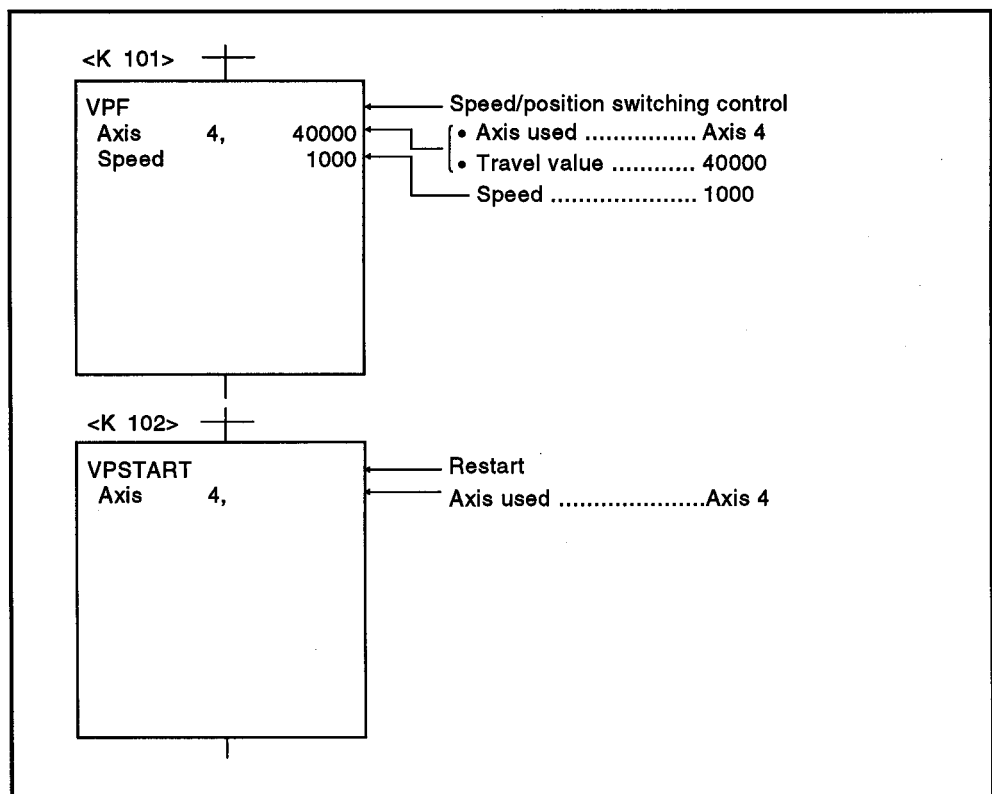 <K 101>
VPF
Axis 4, 40000
Speed 1000
Speed/position switching control
• Axis used ................ Axis 4
• Travel value ............ 40000
Speed ..................... 1000
<K 102>
VPSTART
Axis 4,
Restart
Axis used .....................Axis 4